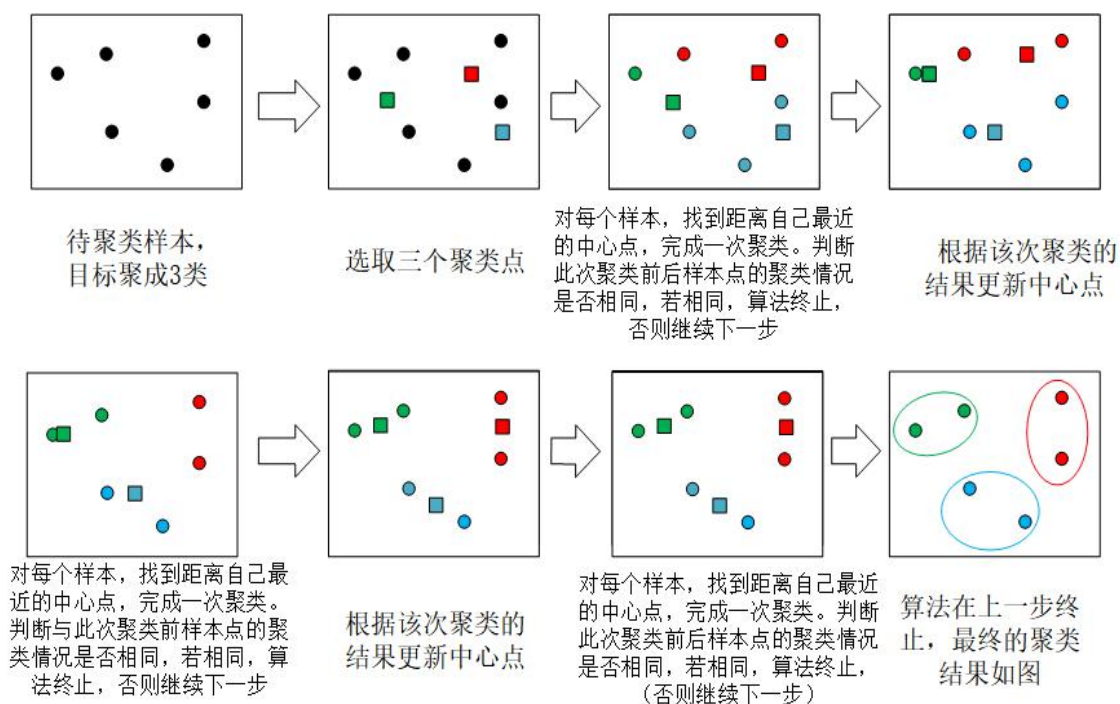 待聚类样本，
目标聚成3类
选取三个聚类点
对每个样本，找到距离自己最近
的中心点，完成一次聚类。判断
此次聚类前后样本点的聚类情况
是否相同，若相同，算法终止，
否则继续下一步
根据该次聚类的
结果更新中心点
对每个样本，找到距离自己最
近的中心点，完成一次聚类。
判断与此次聚类前样本点的聚
类情况是否相同，若相同，算
法终止，否则继续下一步
根据该次聚类的
结果更新中心点
对每个样本，找到距离自己最近
的中心点，完成一次聚类。判断
此次聚类前后样本点的聚类情况
是否相同，若相同，算法终止，
（否则继续下一步）
算法在上一步终
止，最终的聚类
结果如图